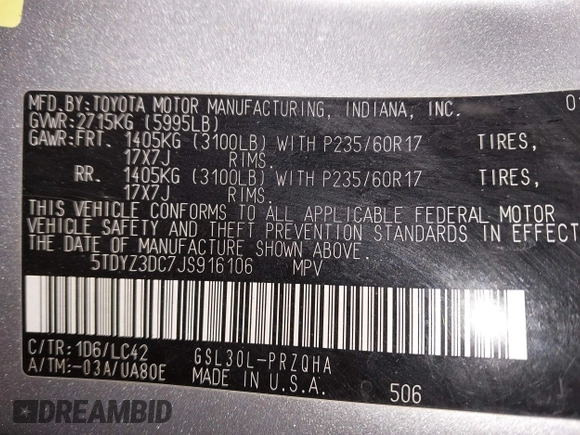 MFD.BY:TOYOTA MOTOR MANUFACTURING, INDIANA, INC. 0
GVWR:2715KG (5995LB)
GAWR:FRT. 1405KG (3100LB) WITH P235/60R17 TIRES,
17X7J RIMS.
RR. 1405KG (3100LB) WITH P235/60R17 TIRES,
17X7J RIMS.
THIS VEHICLE CONFORMS TO ALL APPLICABLE FEDERAL MOTOR
VEHICLE SAFETY AND THEFT PREVENTION STANDARDS IN EFFECT
THE DATE OF MANUFACTURE SHOWN ABOVE.
5TDYZ3DC7JS916106 MPV
C/TR:1D6/LC42 GSL30L-PRZQHA
A/TM:-03A/UA80E MADE IN U.S.A. 506
DREAMBID